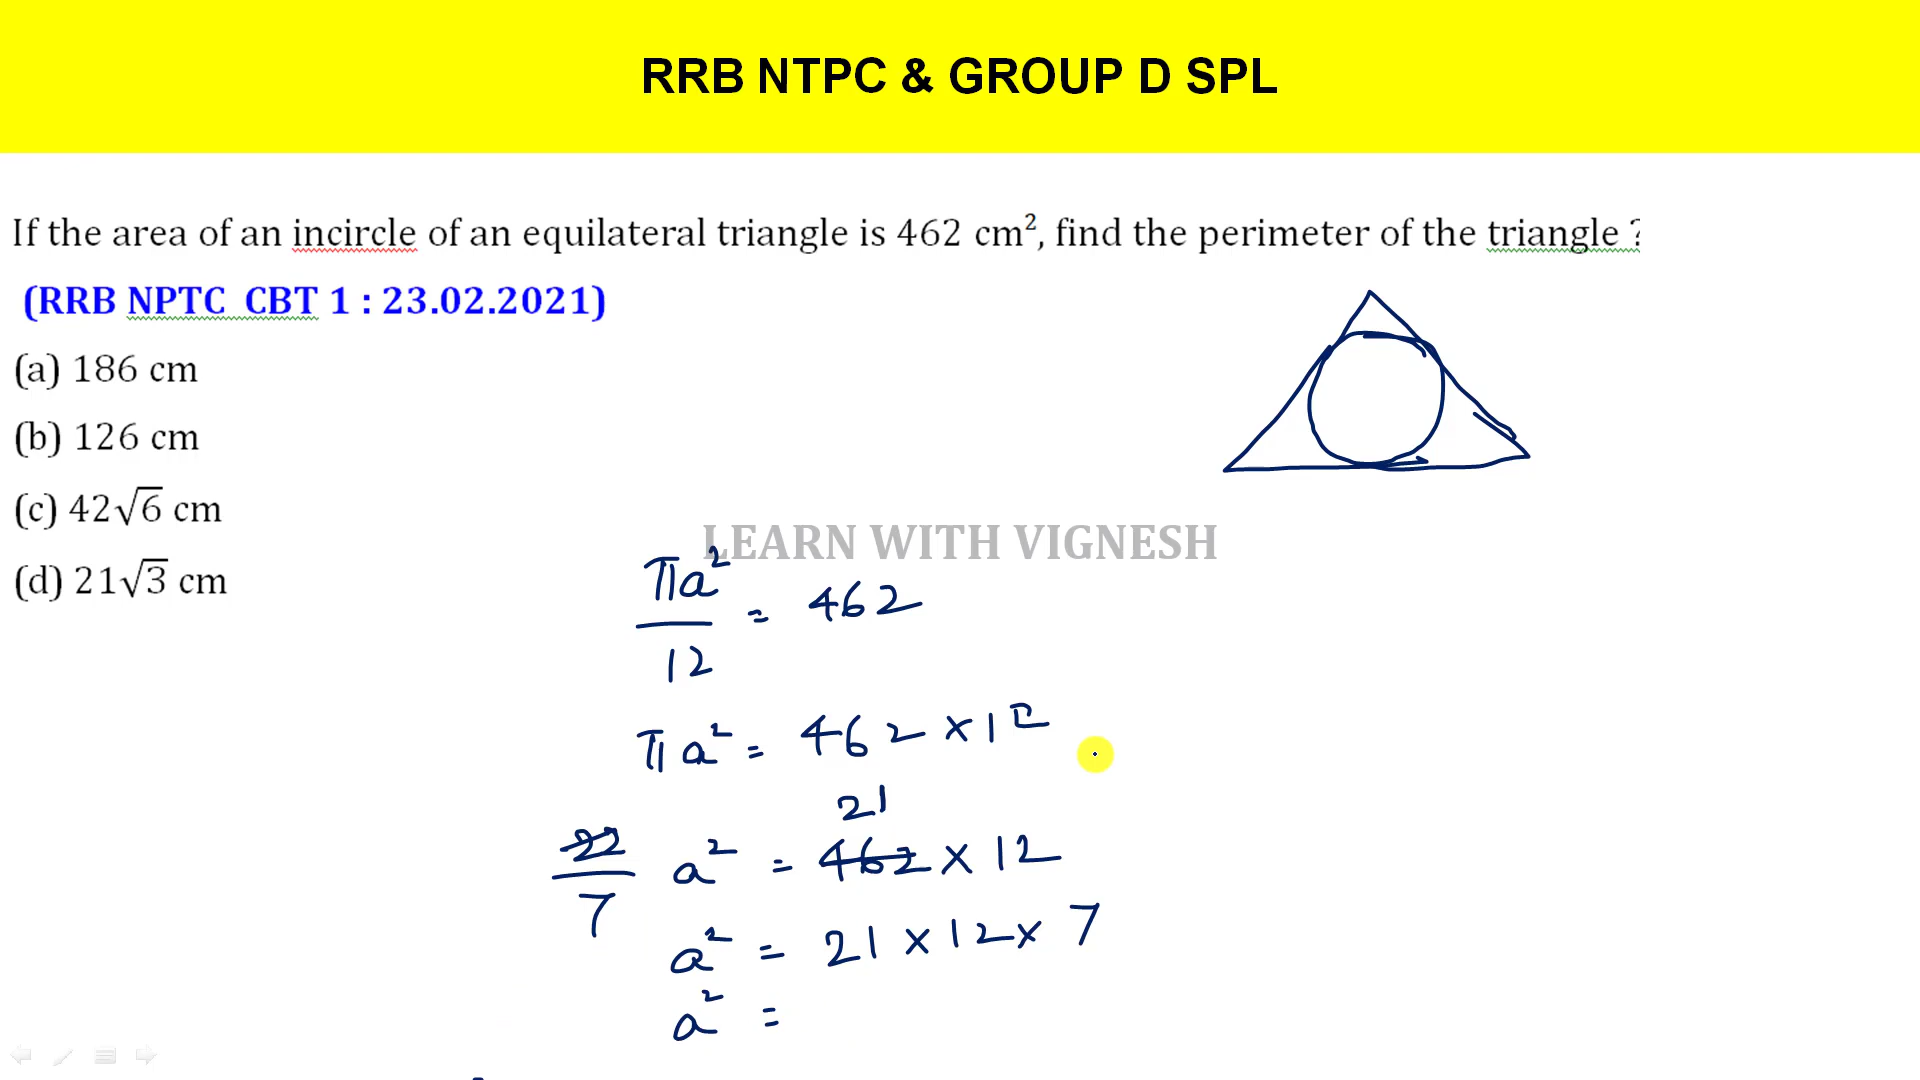 RRB NTPC & GROUP D SPL
If the area of an incircle of an equilateral triangle is 462 cm², find the perimeter of the triangle ?
(RRB NPTC CBT 1 : 23.02.2021)
(a) 186 cm
(b) 126 cm
(c) 42√6 cm
(d) 21√3 cm
LEARN WITH VIGNESH
πa²/12 = 462
πa² = 462 × 12
21
22/7 a² = 462 × 12
a² = 21 × 12 × 7
a² =